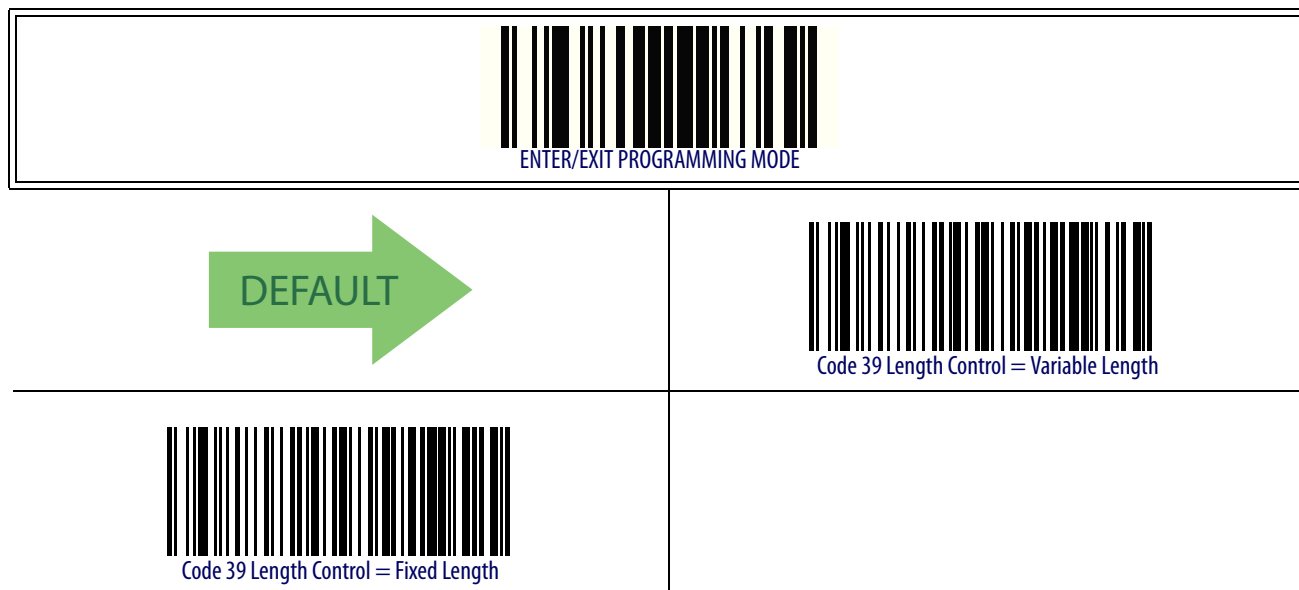 ENTER/EXIT PROGRAMMING MODE
DEFAULT
Code 39 Length Control = Variable Length
Code 39 Length Control = Fixed Length